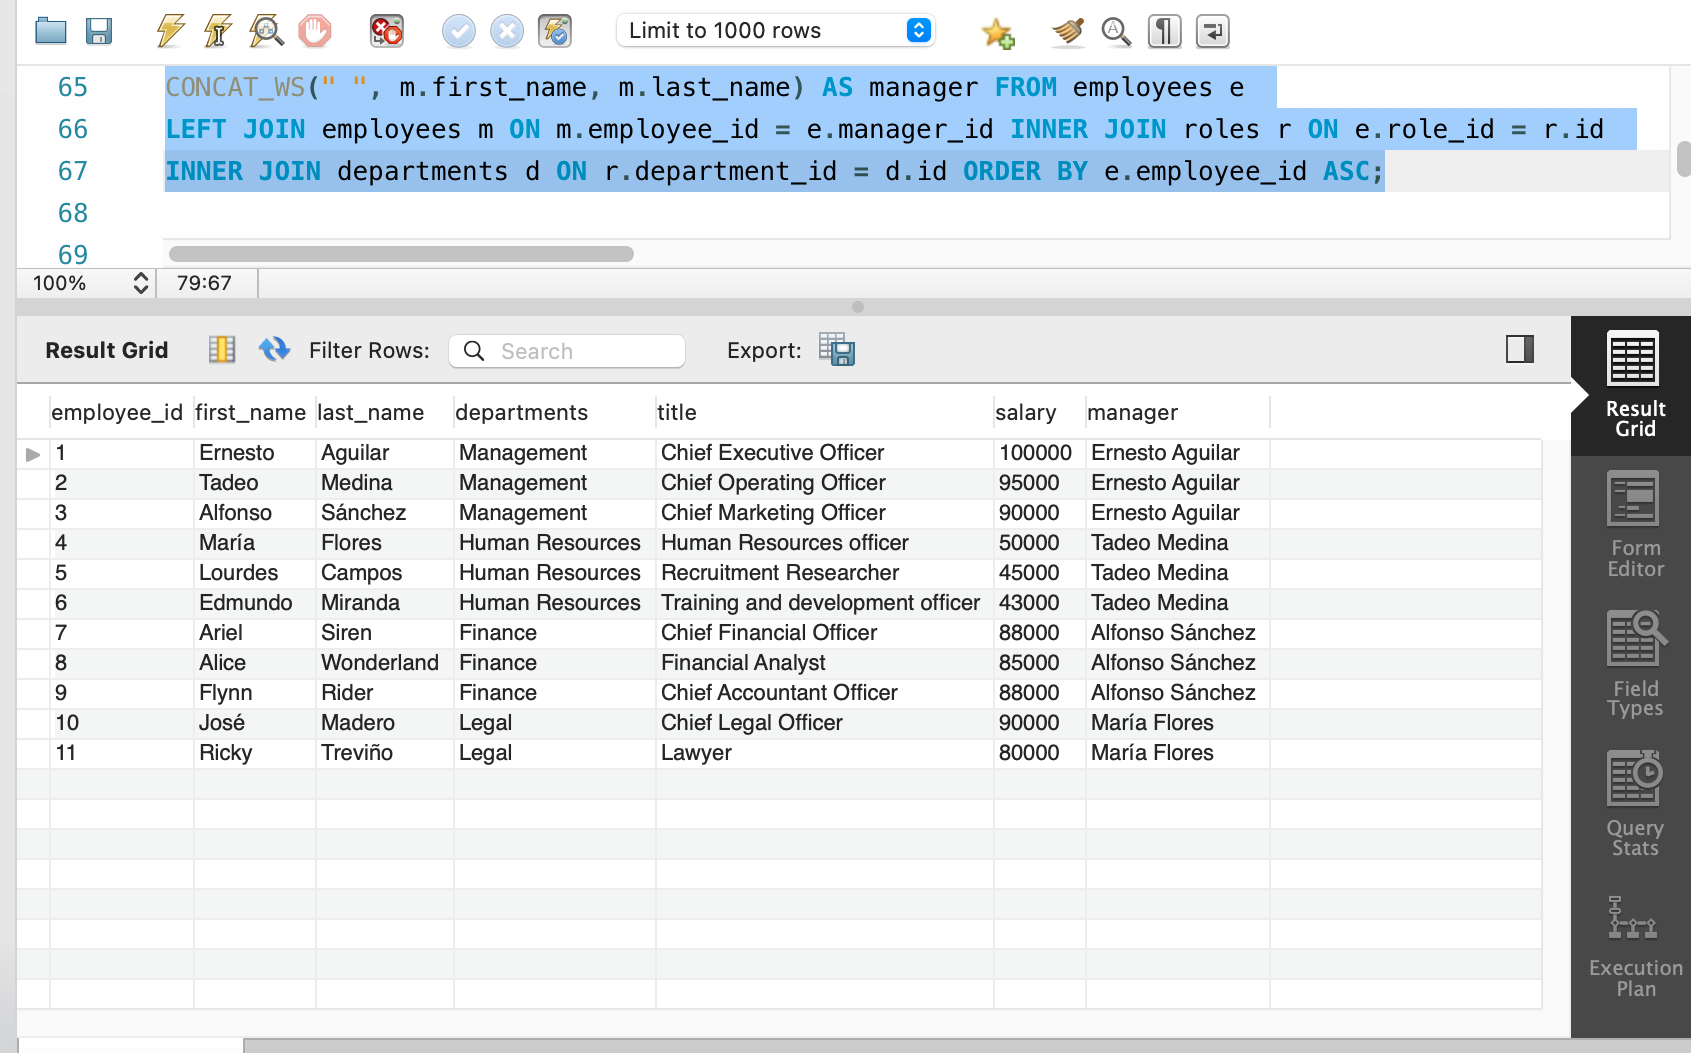 Limit to 1000 rows
65 CONCAT_WS(" ", m.first_name, m.last_name) AS manager FROM employees e
66 LEFT JOIN employees m ON m.employee_id = e.manager_id INNER JOIN roles r ON e.role_id = r.id
67 INNER JOIN departments d ON r.department_id = d.id ORDER BY e.employee_id ASC;
68
69
100% 79:67
Result Grid Filter Rows: Search Export:
employee_id first_name last_name departments title salary manager
1 Ernesto Aguilar Management Chief Executive Officer 100000 Ernesto Aguilar
2 Tadeo Medina Management Chief Operating Officer 95000 Ernesto Aguilar
3 Alfonso Sánchez Management Chief Marketing Officer 90000 Ernesto Aguilar
4 María Flores Human Resources Human Resources officer 50000 Tadeo Medina
5 Lourdes Campos Human Resources Recruitment Researcher 45000 Tadeo Medina
6 Edmundo Miranda Human Resources Training and development officer 43000 Tadeo Medina
7 Ariel Siren Finance Chief Financial Officer 88000 Alfonso Sánchez
8 Alice Wonderland Finance Financial Analyst 85000 Alfonso Sánchez
9 Flynn Rider Finance Chief Accountant Officer 88000 Alfonso Sánchez
10 José Madero Legal Chief Legal Officer 90000 María Flores
11 Ricky Treviño Legal Lawyer 80000 María Flores
Result
Grid
Form
Editor
Field
Types
Query
Stats
Execution
Plan